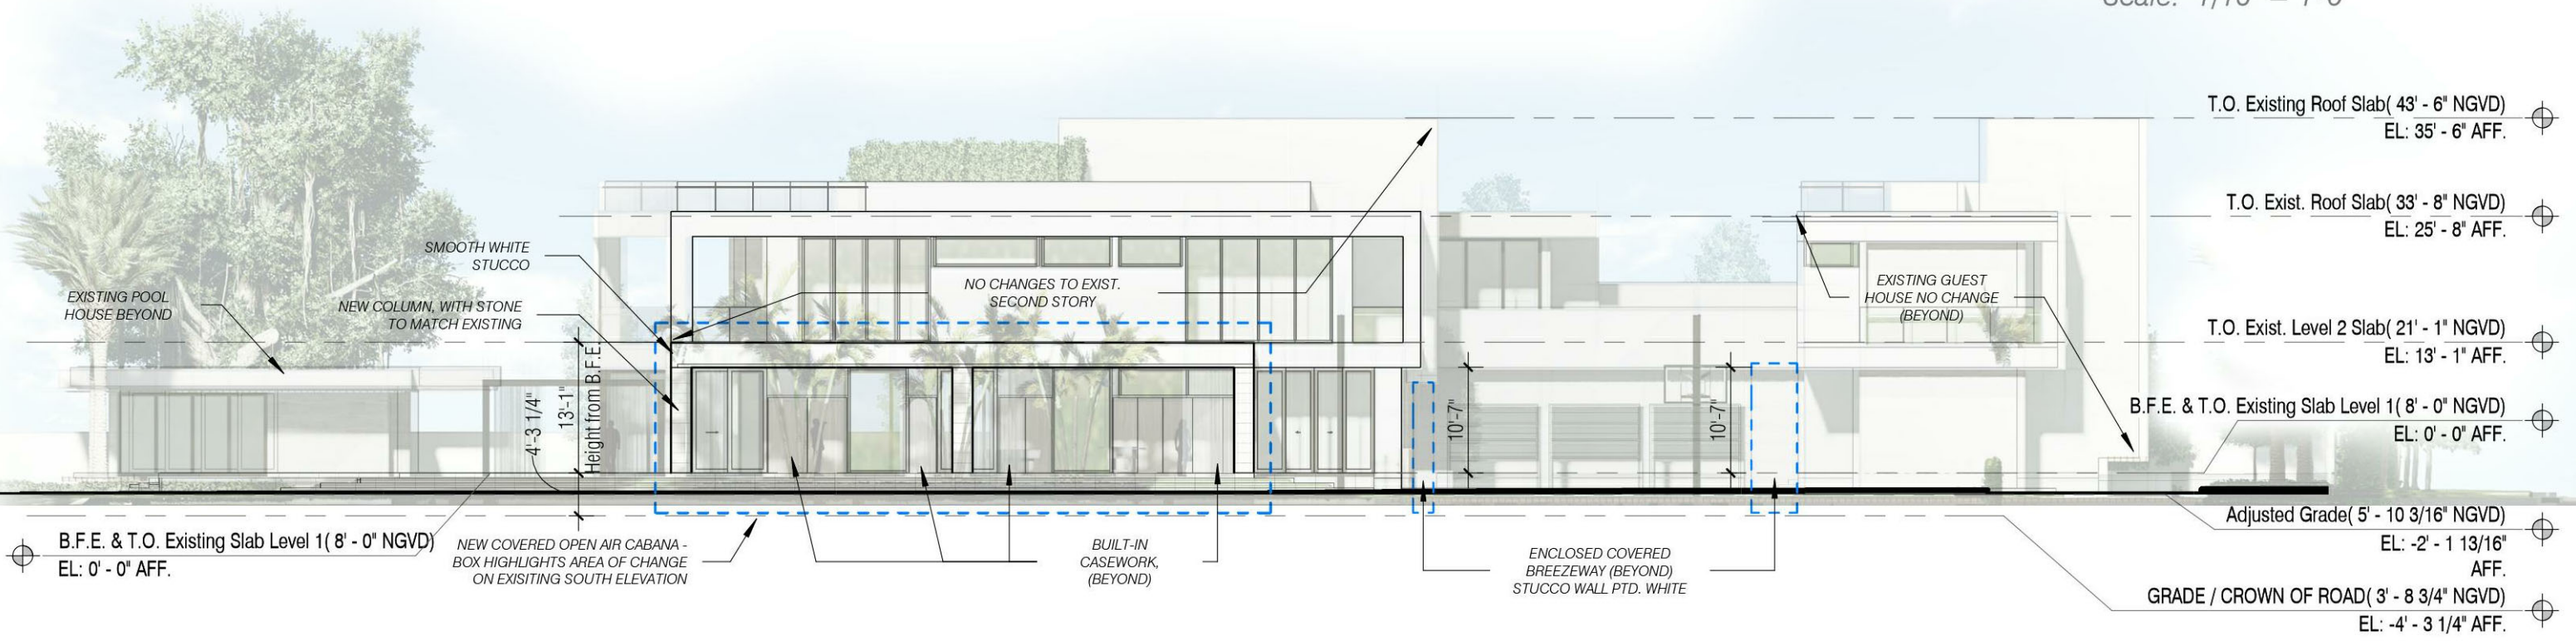 T.O. Existing Roof Slab( 43' - 6" NGVD)
EL: 35' - 6" AFF.
T.O. Exist. Roof Slab( 33' - 8" NGVD)
EL: 25' - 8" AFF.
SMOOTH WHITE
STUCCO
EXISTING POOL
HOUSE BEYOND
NEW COLUMN, WITH STONE
TO MATCH EXISTING
NO CHANGES TO EXIST.
SECOND STORY
EXISTING GUEST
HOUSE NO CHANGE
(BEYOND)
T.O. Exist. Level 2 Slab( 21' - 1" NGVD)
EL: 13' - 1" AFF.
4'-3 1/4"
13'-1"
Height from B.F.E.
10'-7"
10'-7"
B.F.E. & T.O. Existing Slab Level 1( 8' - 0" NGVD)
EL: 0' - 0" AFF.
B.F.E. & T.O. Existing Slab Level 1( 8' - 0" NGVD)
EL: 0' - 0" AFF.
NEW COVERED OPEN AIR CABANA -
BOX HIGHLIGHTS AREA OF CHANGE
ON EXISITING SOUTH ELEVATION
BUILT-IN
CASEWORK,
(BEYOND)
ENCLOSED COVERED
BREEZEWAY (BEYOND)
STUCCO WALL PTD. WHITE
Adjusted Grade( 5' - 10 3/16" NGVD)
EL: -2' - 1 13/16"
AFF.
GRADE / CROWN OF ROAD( 3' - 8 3/4" NGVD)
EL: -4' - 3 1/4" AFF.